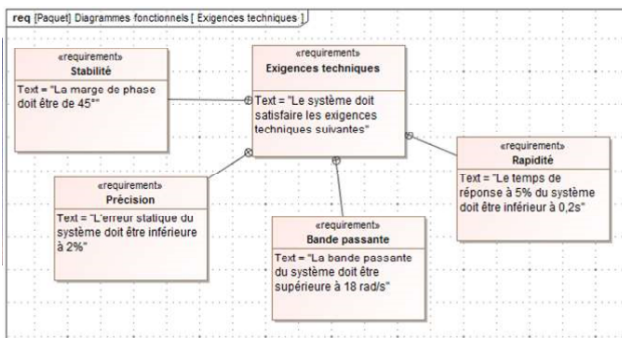 req [Paquet] Diagrammes fonctionnels [ Exigences techniques ]
«requirement»
Stabilité
Text = "La marge de phase
doit être de 45°"
«requirement»
Exigences techniques
Text = "Le système doit
satisfaire les exigences
techniques suivantes"
«requirement»
Rapidité
Text = "Le temps de
réponse à 5% du système
doit être inférieur à 0,2s"
«requirement»
Précision
Text = "L'erreur statique du
système doit être inférieure
à 2%"
«requirement»
Bande passante
Text = "La bande passante
du système doit être
supérieure à 18 rad/s"